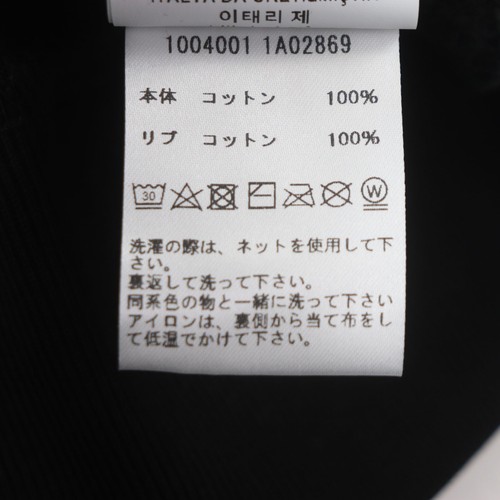 이태리 제
1004001 1A02869
本体 コットン 100%
リブ コットン 100%
30
W
洗濯の際は、ネットを使用して下
さい。
裏返して洗って下さい。
同系色の物と一緒に洗って下さい
アイロンは、裏側から当て布をし
て低温でかけて下さい。